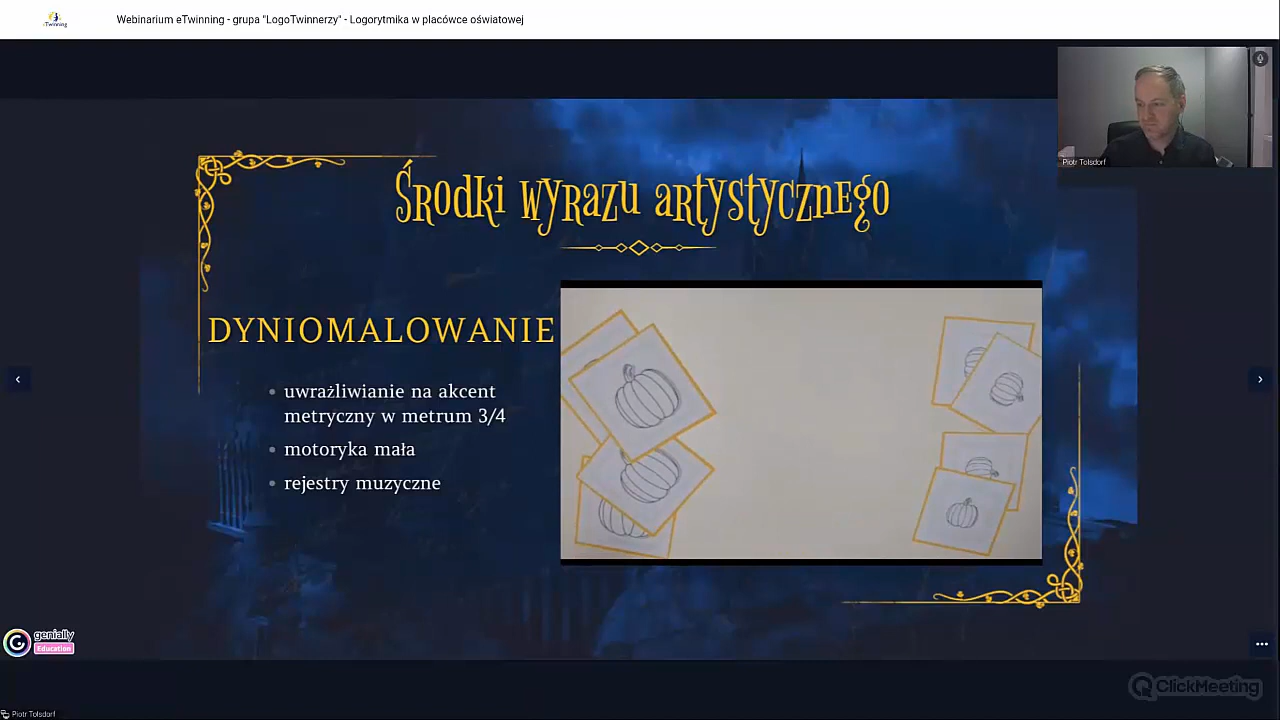 eTwinning
Webinarium eTwinning - grupa "LogoTwinnerzy" - Logorytmika w placówce oświatowej
Piotr Tolsdorf
Środki wyrazu artystycznego
DYNIOMALOWANIE
uwrażliwianie na akcent
metryczny w metrum 3/4
motoryka mała
rejestry muzyczne
genially
Education
ClickMeeting
Piotr Tolsdorf